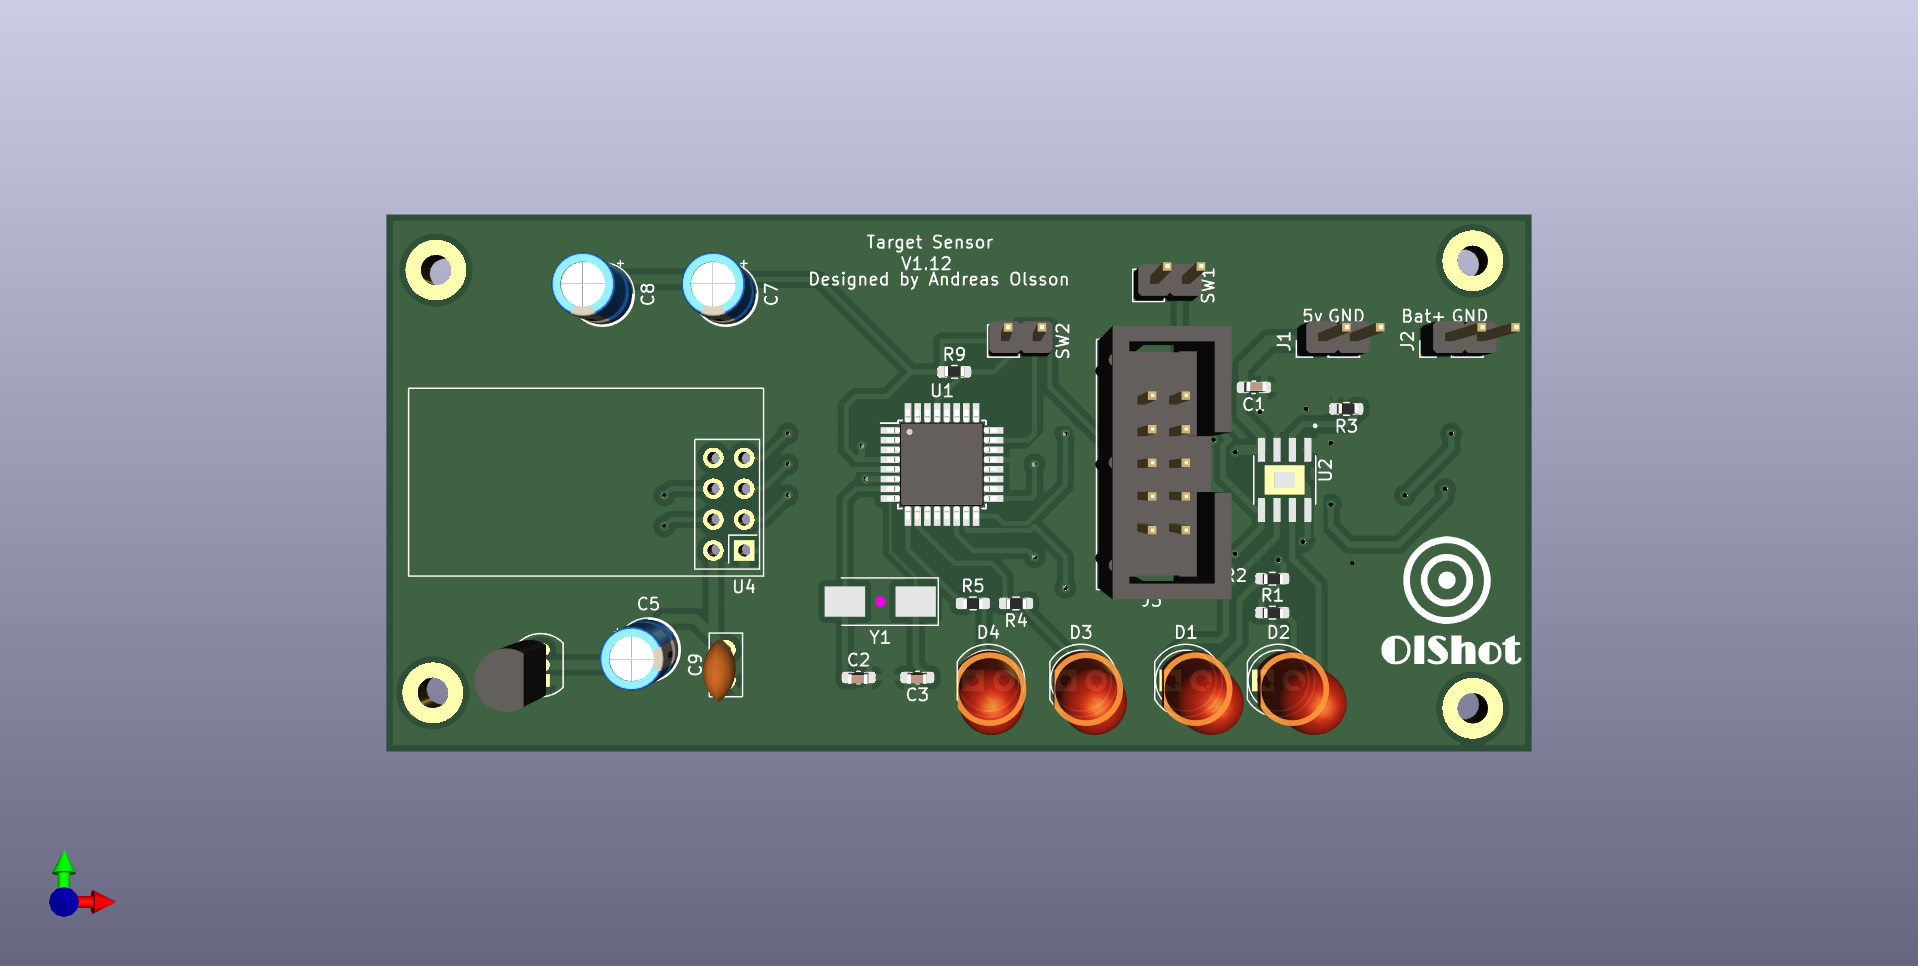 Target Sensor
V1.12
Designed by Andreas Olsson
C8
C7
SW1
SW2
5v GND
Bat+ GND
J1
J2
R9
U1
C1
R3
U2
U4
R2
R1
C5
R5
R4
Y1
C9
C2
C3
D4
D3
D1
D2
OlShot
+
+